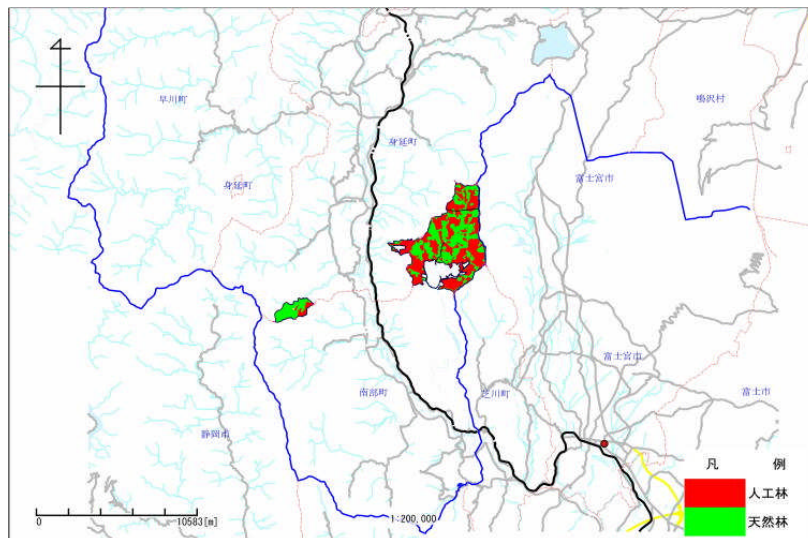 早川町
身延町
鳴沢村
身延町
富士宮市
南部町
芝川町
富士宮市
富士市
静岡市
凡 例
人工林
天然林
0 10583[m]
1:200,000